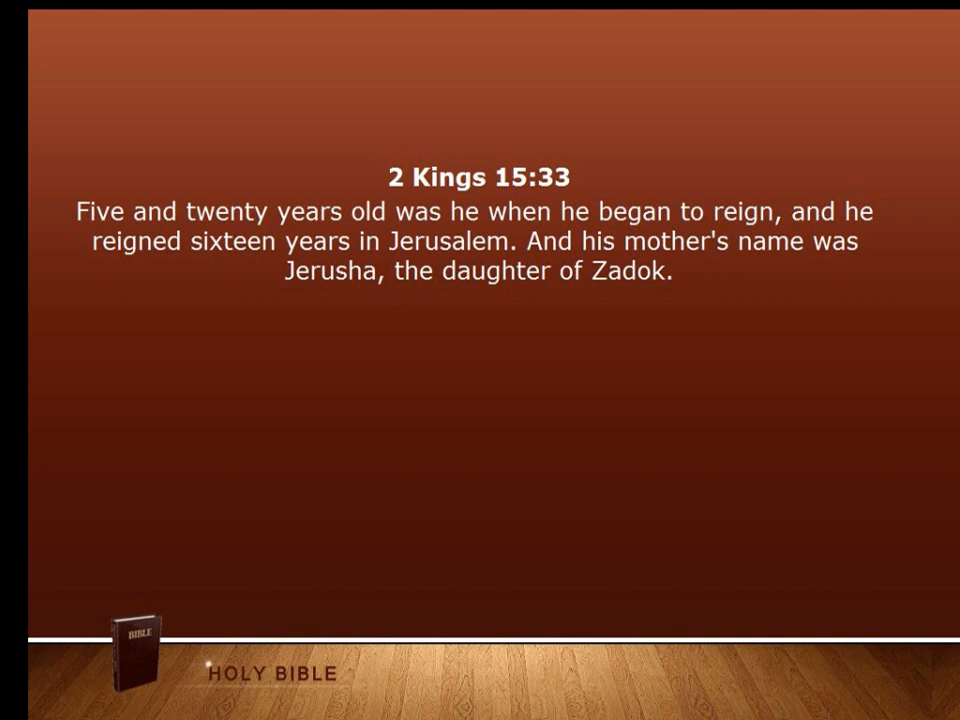 2 Kings 15:33
Five and twenty years old was he when he began to reign, and he
reigned sixteen years in Jerusalem. And his mother's name was
Jerusha, the daughter of Zadok.
BIBLE
HOLY BIBLE